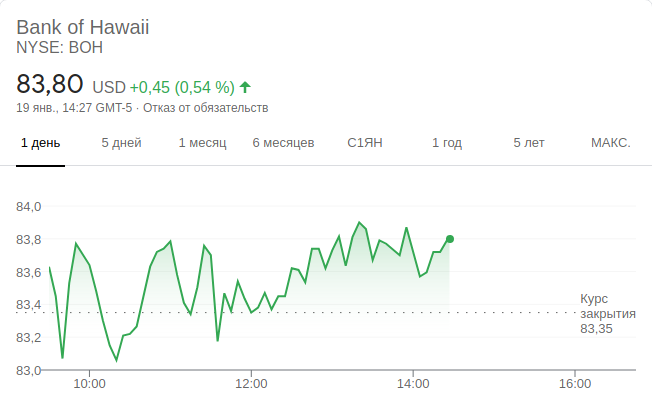 Bank of Hawaii
NYSE: BOH
83,80 USD +0,45 (0,54 %)
19 янв., 14:27 GMT-5 · Отказ от обязательств
1 день 5 дней 1 месяц 6 месяцев С1ЯН 1 год 5 лет МАКС.
84,0
83,8
83,6
83,4
83,2
83,0
Курс
закрытия
83,35
10:00 12:00 14:00 16:00